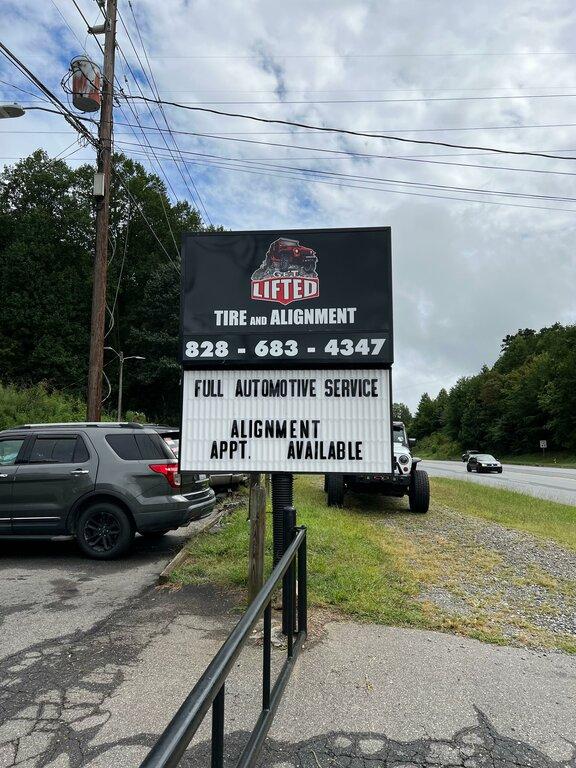 LIFTED
TIRE AND ALIGNMENT
828 - 683 - 4347
FULL AUTOMOTIVE SERVICE
ALIGNMENT
APPT. AVAILABLE